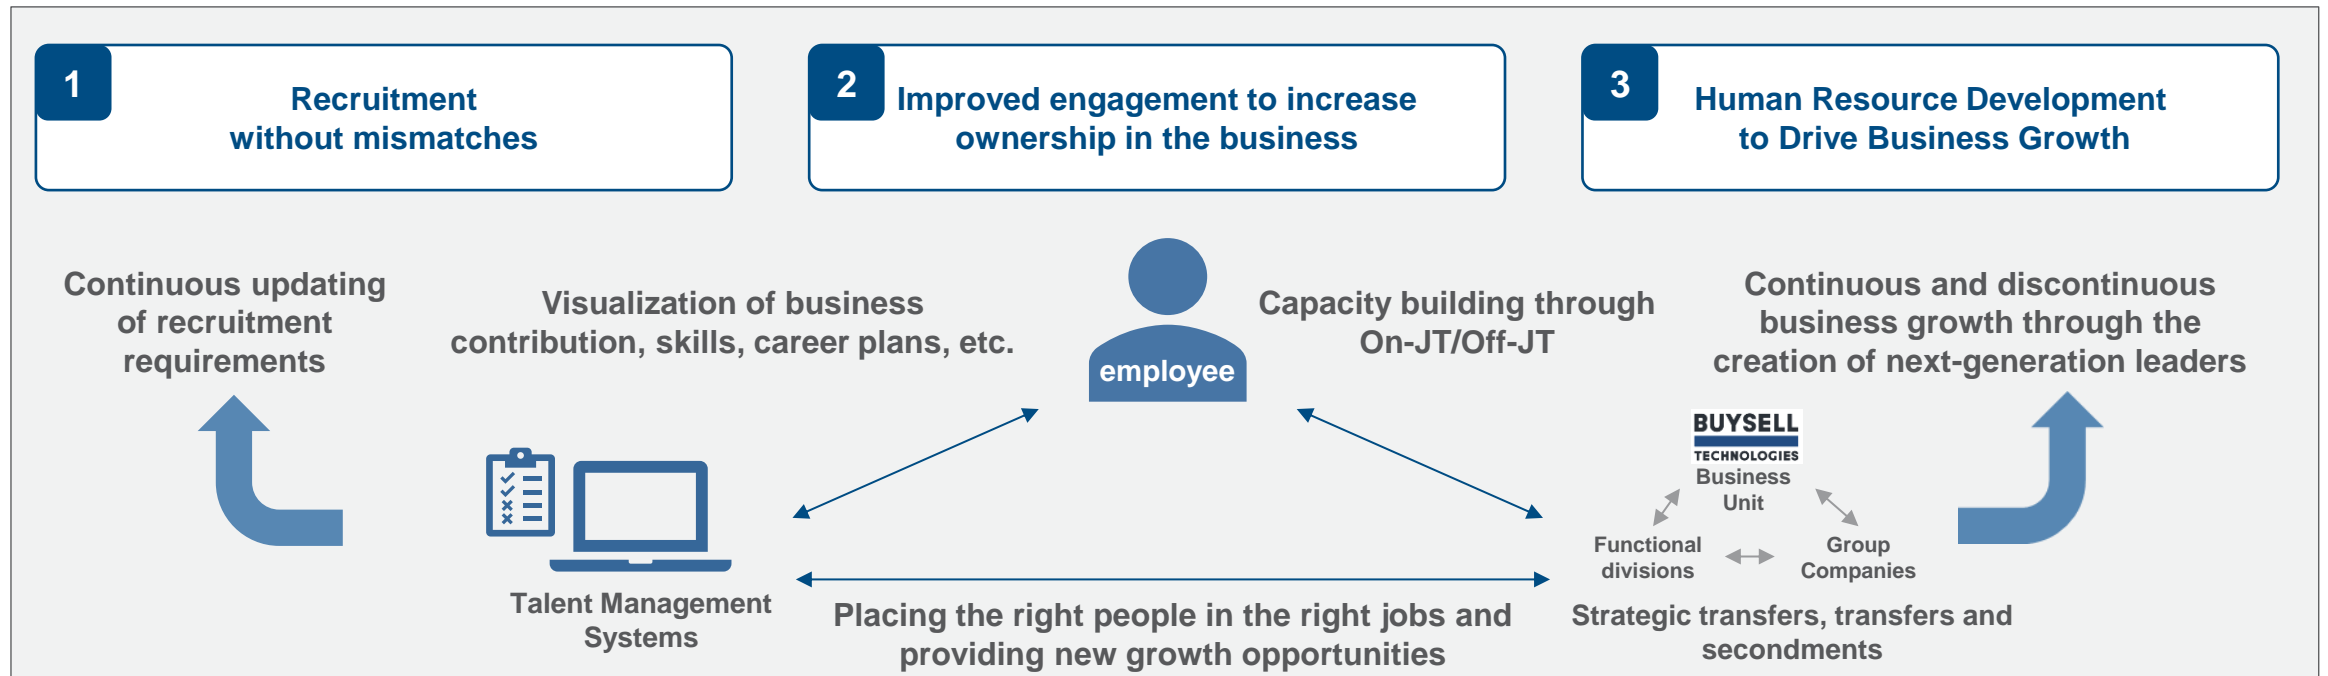 1
Recruitment
without mismatches
2
Improved engagement to increase
ownership in the business
3
Human Resource Development
to Drive Business Growth
Continuous updating
of recruitment
requirements
Visualization of business
contribution, skills, career plans, etc.
employee
Capacity building through
On-JT/Off-JT
Continuous and discontinuous
business growth through the
creation of next-generation leaders
Talent Management
Systems
Placing the right people in the right jobs and
providing new growth opportunities
BUYSELL
TECHNOLOGIES
Business
Unit
Functional
divisions
Group
Companies
Strategic transfers, transfers and
secondments